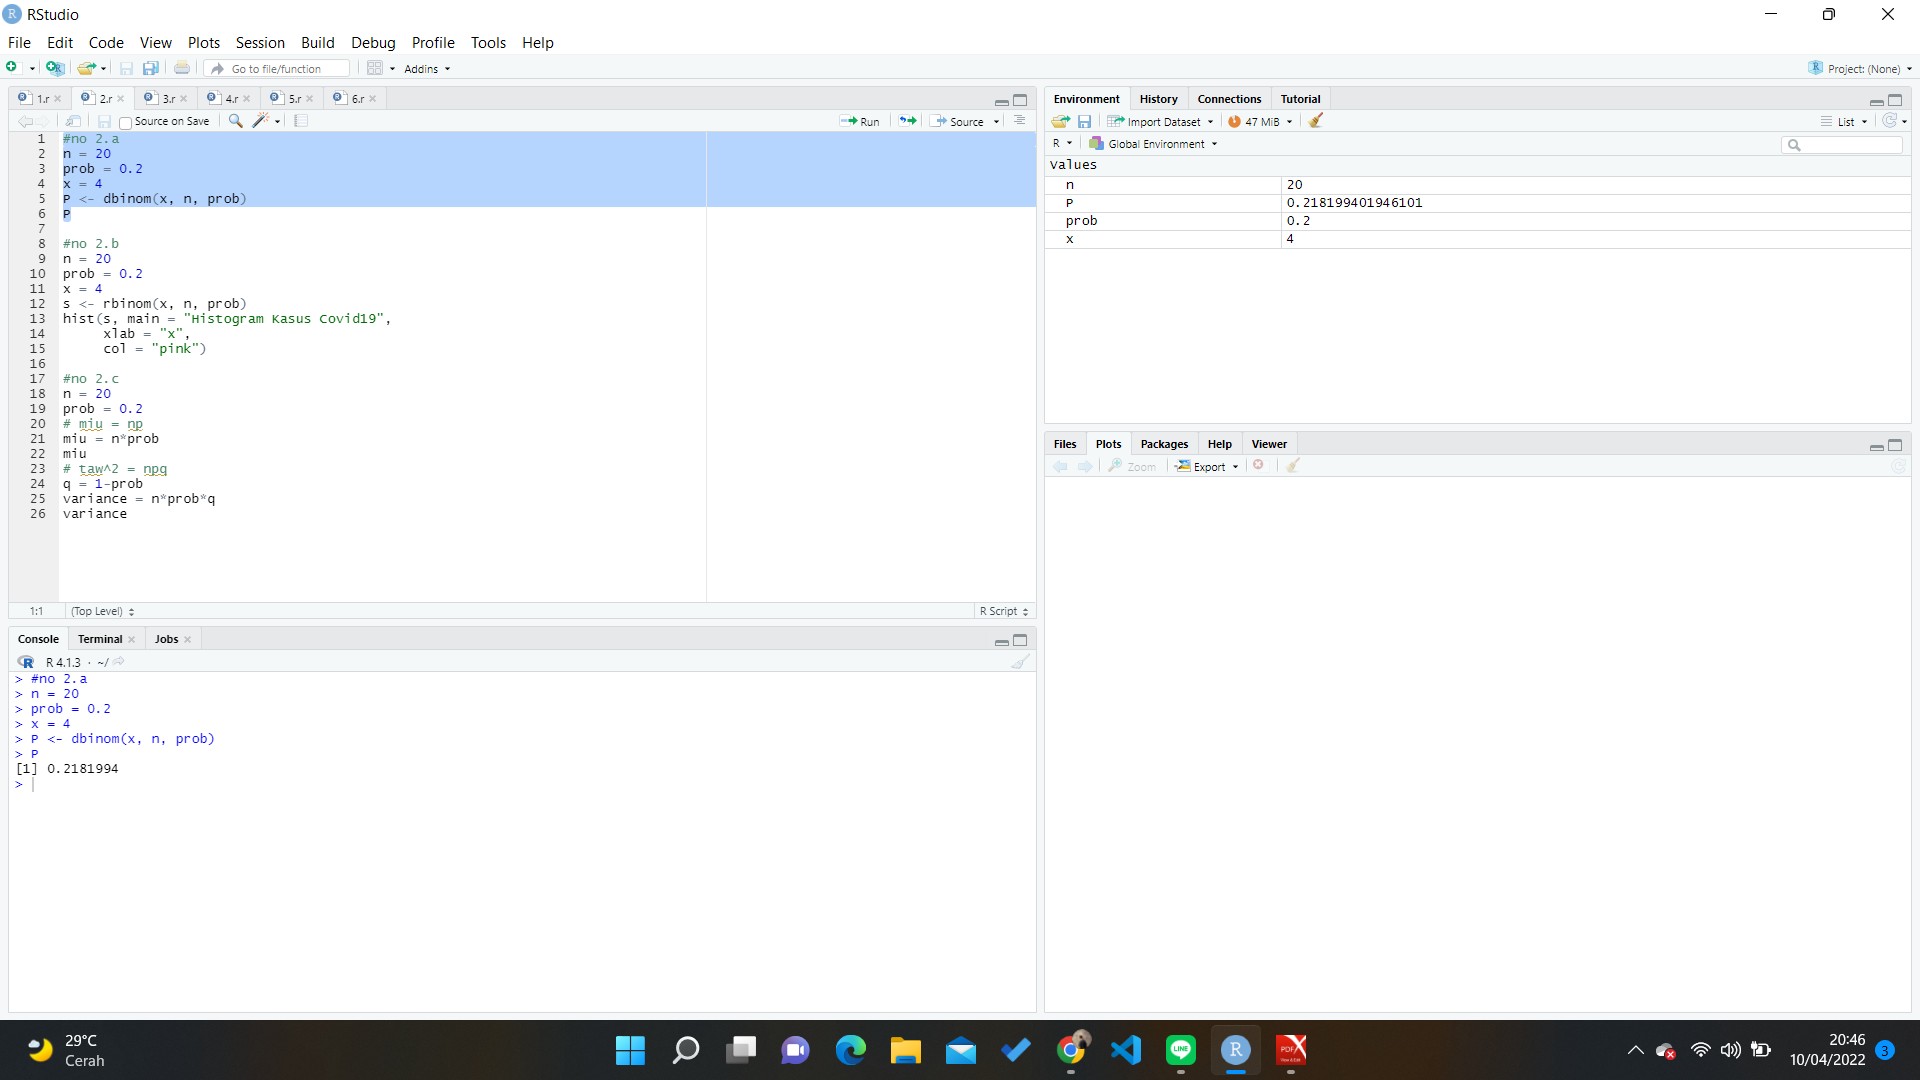 RStudio
File Edit Code View Plots Session Build Debug Profile Tools Help
Go to file/function Addins Project: (None)
1.r 2.r 3.r 4.r 5.r 6.r
Source on Save Run Source
1 #no 2.a
2 n = 20
3 prob = 0.2
4 x = 4
5 P <- dbinom(x, n, prob)
6 P
7
8 #no 2.b
9 n = 20
10 prob = 0.2
11 x = 4
12 s <- rbinom(x, n, prob)
13 hist(s, main = "Histogram Kasus Covid19",
14 xlab = "x",
15 col = "pink")
16
17 #no 2.c
18 n = 20
19 prob = 0.2
20 # miu = np
21 miu = n*prob
22 miu
23 # taw^2 = npq
24 q = 1-prob
25 variance = n*prob*q
26 variance
1:1 (Top Level) R Script
Console Terminal Jobs
R 4.1.3 · ~/
> #no 2.a
> n = 20
> prob = 0.2
> x = 4
> P <- dbinom(x, n, prob)
> P
[1] 0.2181994
>
Environment History Connections Tutorial
Import Dataset 47 MiB List
R Global Environment
Values
n 20
P 0.218199401946101
prob 0.2
x 4
Files Plots Packages Help Viewer
Zoom Export
29°C
Cerah
LINE
R
PDF
20:46
10/04/2022
3